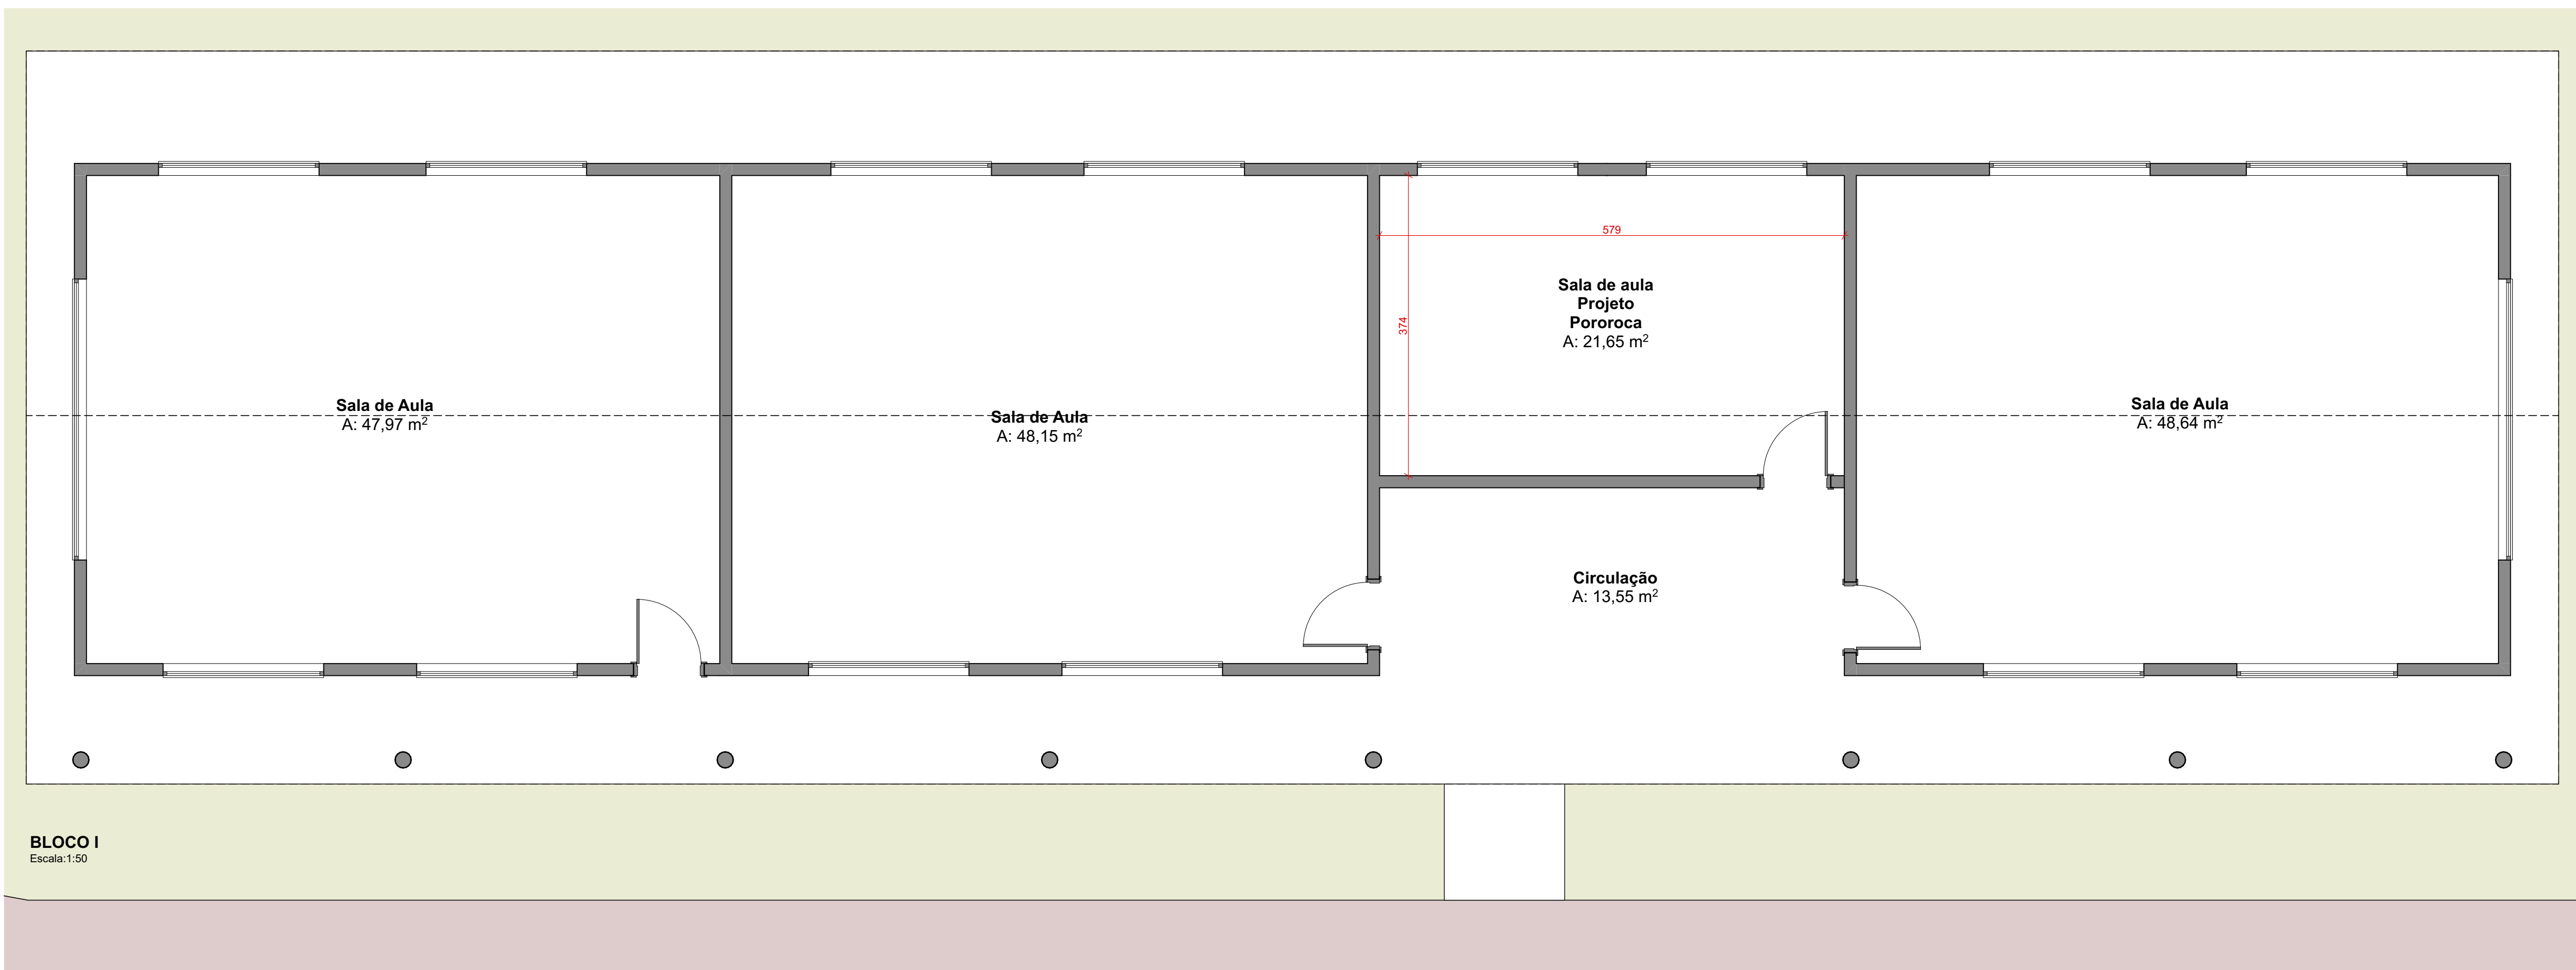 579
374
Sala de aula
Projeto
Pororoca
A: 21,65 m²
Sala de Aula
A: 47,97 m²
Sala de Aula
A: 48,15 m²
Sala de Aula
A: 48,64 m²
Circulação
A: 13,55 m²
BLOCO I
Escala:1:50